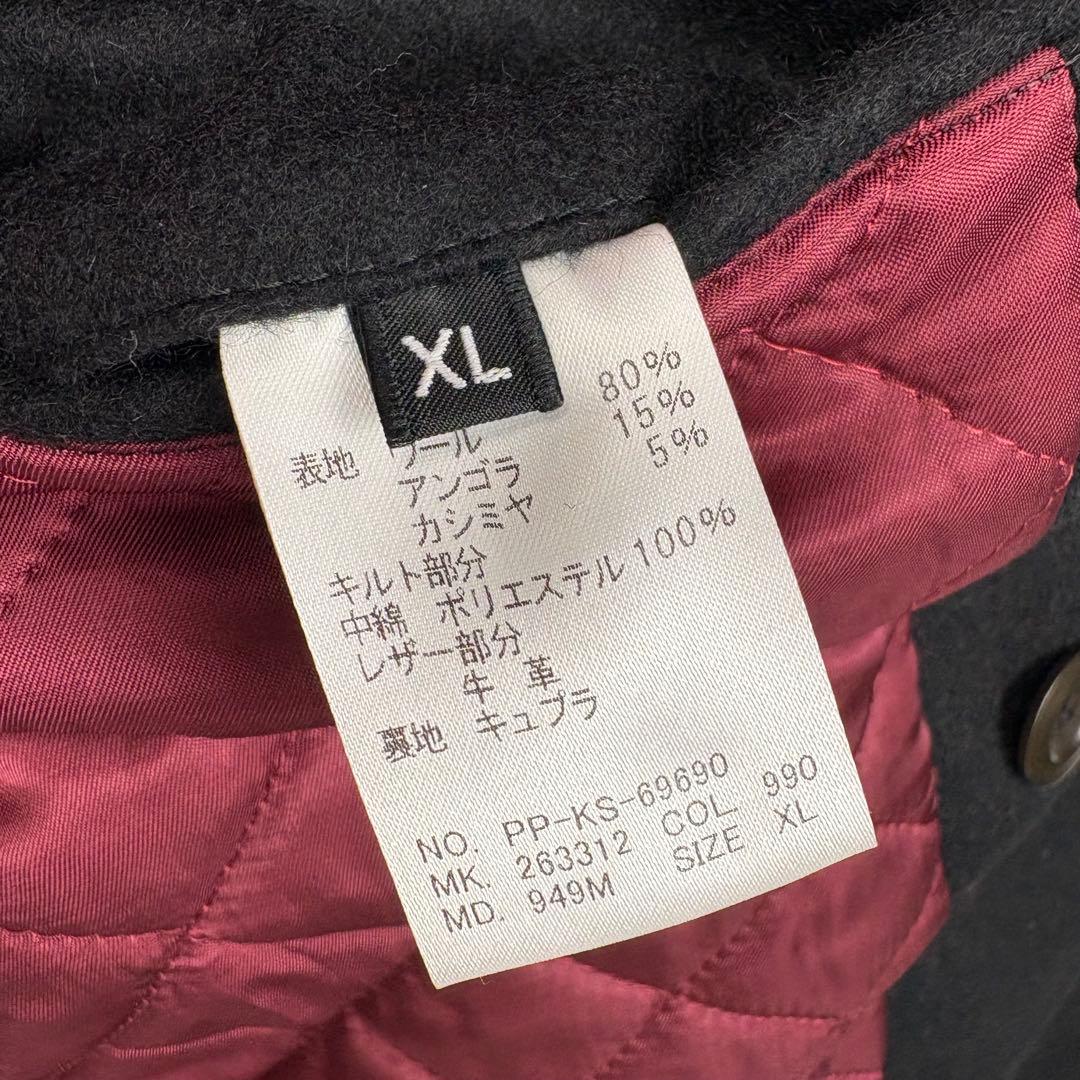 XL
表地 ウール 80%
アンゴラ 15%
カシミヤ 5%
キルト部分
中綿 ポリエステル 100%
レザー部分
牛 革
裏地 キュプラ
NO. PP-KS-69690
MK. 263312 COL 990
MD. 949M SIZE XL